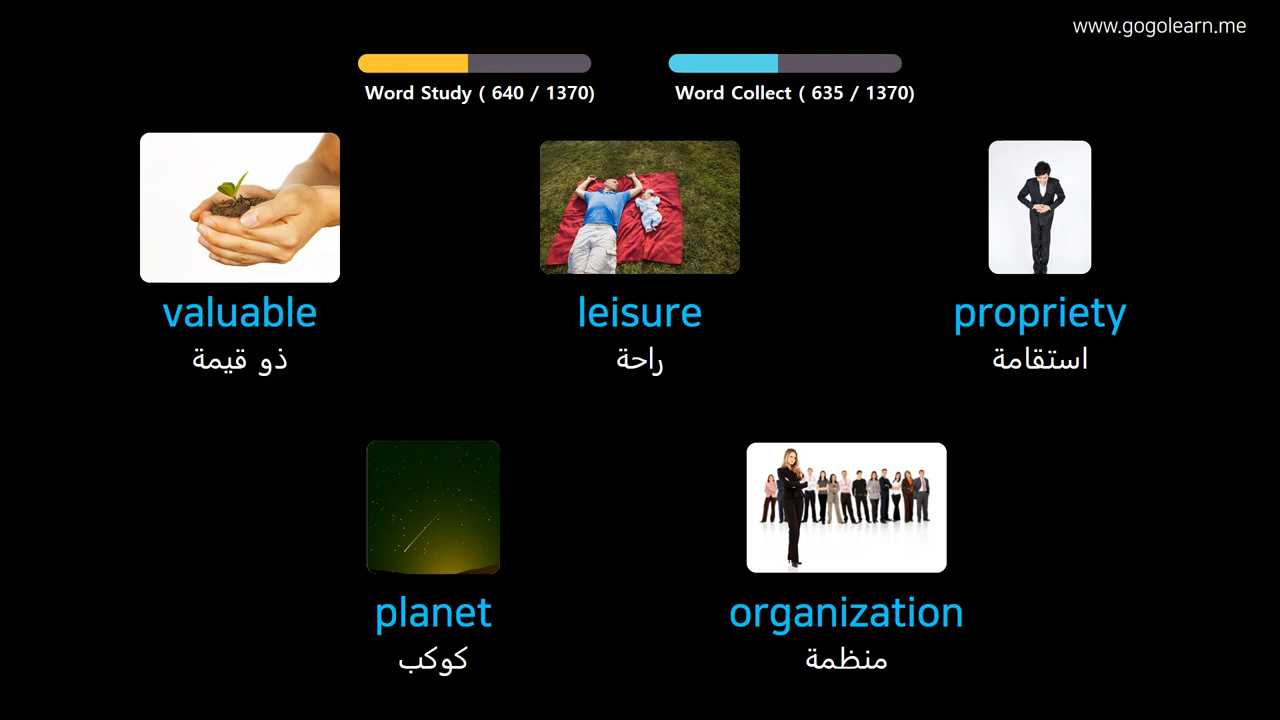 www.gogolearn.me
Word Study ( 640 / 1370)
Word Collect ( 635 / 1370)
valuable
ذو قيمة
leisure
راحة
propriety
استقامة
planet
كوكب
organization
منظمة